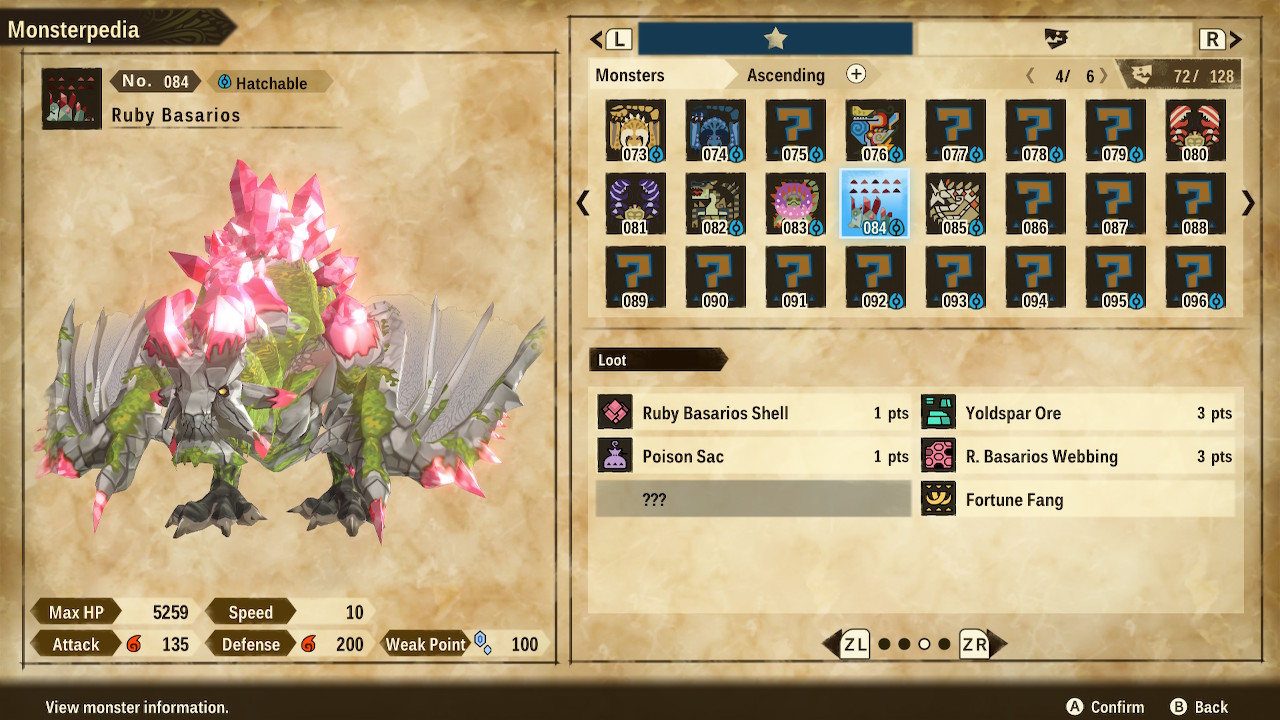 Monsterpedia
No. 084 Hatchable
Ruby Basarios
Max HP 5259 Speed 10
Attack 135 Defense 200 Weak Point 100
L R
Monsters Ascending + 4/ 6 72/ 128
073 074 075 076 077 078 079 080
081 082 083 084 085 086 087 088
089 090 091 092 093 094 095 096
Loot
Ruby Basarios Shell 1 pts Yoldspar Ore 3 pts
Poison Sac 1 pts R. Basarios Webbing 3 pts
??? Fortune Fang
ZL ZR
View monster information. A Confirm B Back